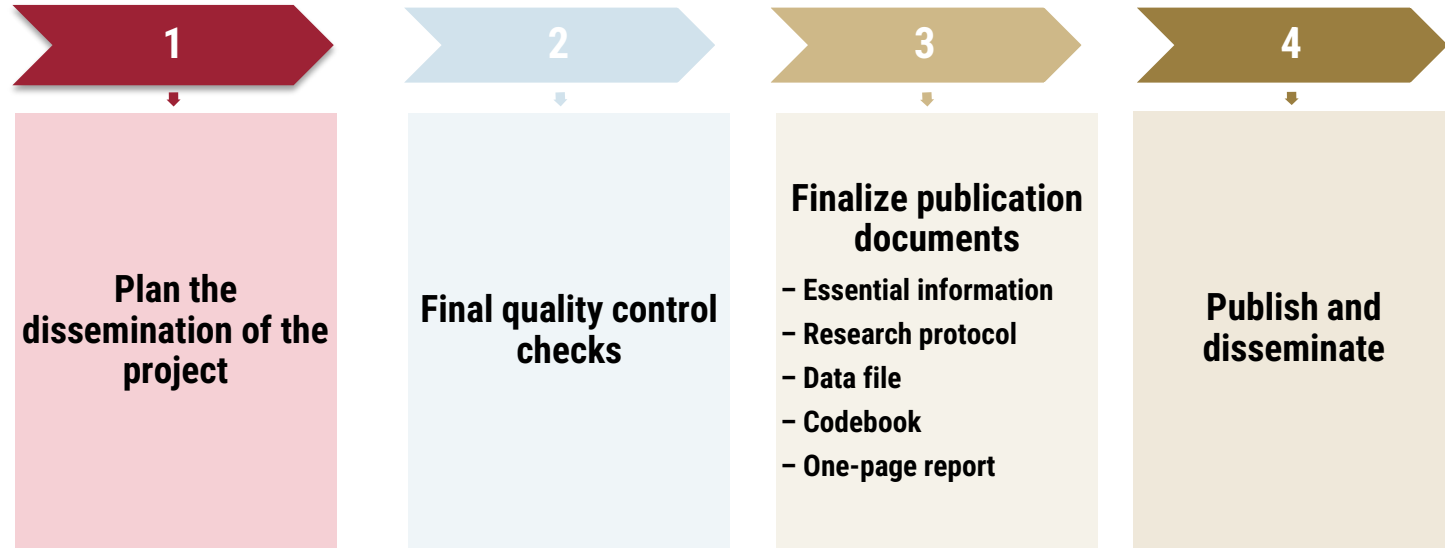 1
Plan the
dissemination of the
project
2
Final quality control
checks
3
Finalize publication
documents
– Essential information
– Research protocol
– Data file
– Codebook
– One-page report
4
Publish and
disseminate